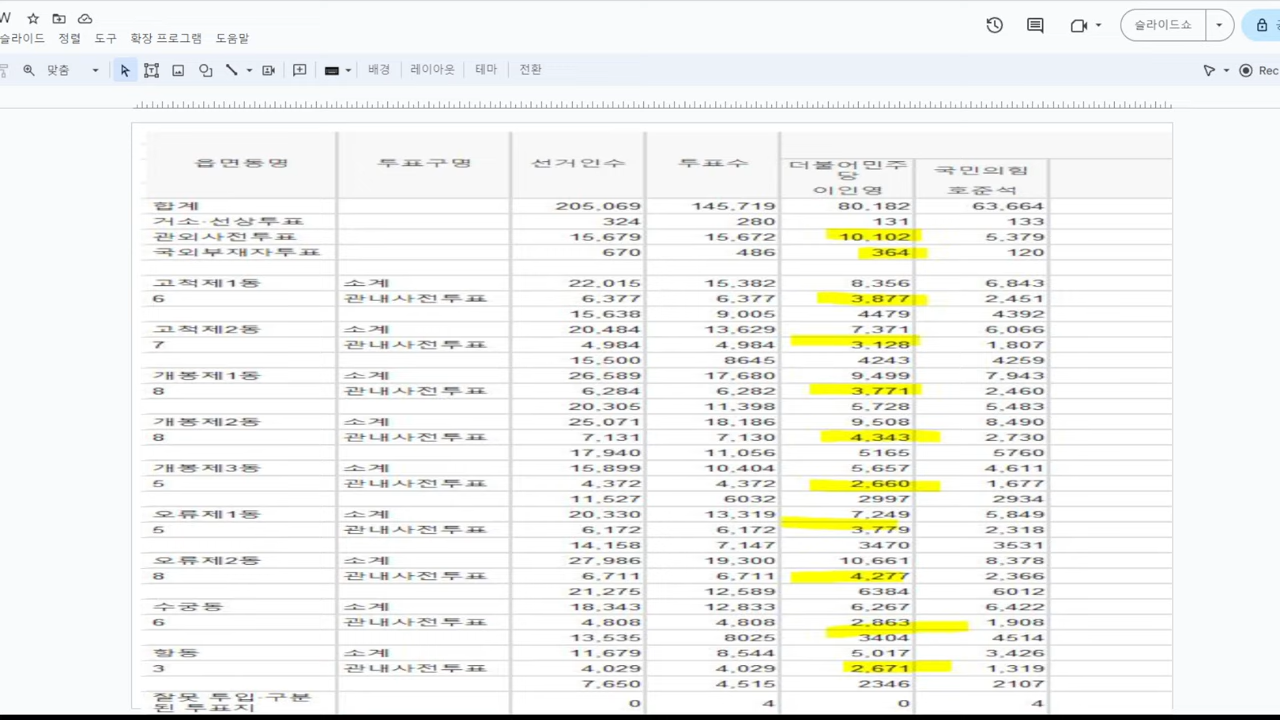 W
슬라이드 정렬 도구 확장 프로그램 도움말
슬라이드쇼
맞춤 배경 레이아웃 테마 전환 Rec
읍면동명 투표구명 선거인수 투표수 더불어민주당 이인영 국민의힘 호준석
합계 205,069 145,719 80,182 63,664
거소·선상투표 324 280 131 133
관외사전투표 15,679 15,672 10,102 5,379
국외부재자투표 670 486 364 120
고척제1동 소계 22,015 15,382 8,356 6,843
6 관내사전투표 6,377 6,377 3,877 2,451
15,638 9,005 4479 4392
고척제2동 소계 20,484 13,629 7,371 6,066
7 관내사전투표 4,984 4,984 3,128 1,807
15,500 8645 4243 4259
개봉제1동 소계 26,589 17,680 9,499 7,943
8 관내사전투표 6,284 6,282 3,771 2,460
20,305 11,398 5,728 5,483
개봉제2동 소계 25,071 18,186 9,508 8,490
8 관내사전투표 7,131 7,130 4,343 2,730
17,940 11,056 5165 5760
개봉제3동 소계 15,899 10,404 5,657 4,611
5 관내사전투표 4,372 4,372 2,660 1,677
11,527 6032 2997 2934
오류제1동 소계 20,330 13,319 7,249 5,849
5 관내사전투표 6,172 6,172 3,779 2,318
14,158 7,147 3470 3531
오류제2동 소계 27,986 19,300 10,661 8,378
8 관내사전투표 6,711 6,711 4,277 2,366
21,275 12,589 6384 6012
수궁동 소계 18,343 12,833 6,267 6,422
6 관내사전투표 4,808 4,808 2,863 1,908
13,535 8025 3404 4514
항동 소계 11,679 8,544 5,017 3,426
3 관내사전투표 4,029 4,029 2,671 1,319
7,650 4,515 2346 2107
잘못 투입·구분된 투표지 0 4 0 4